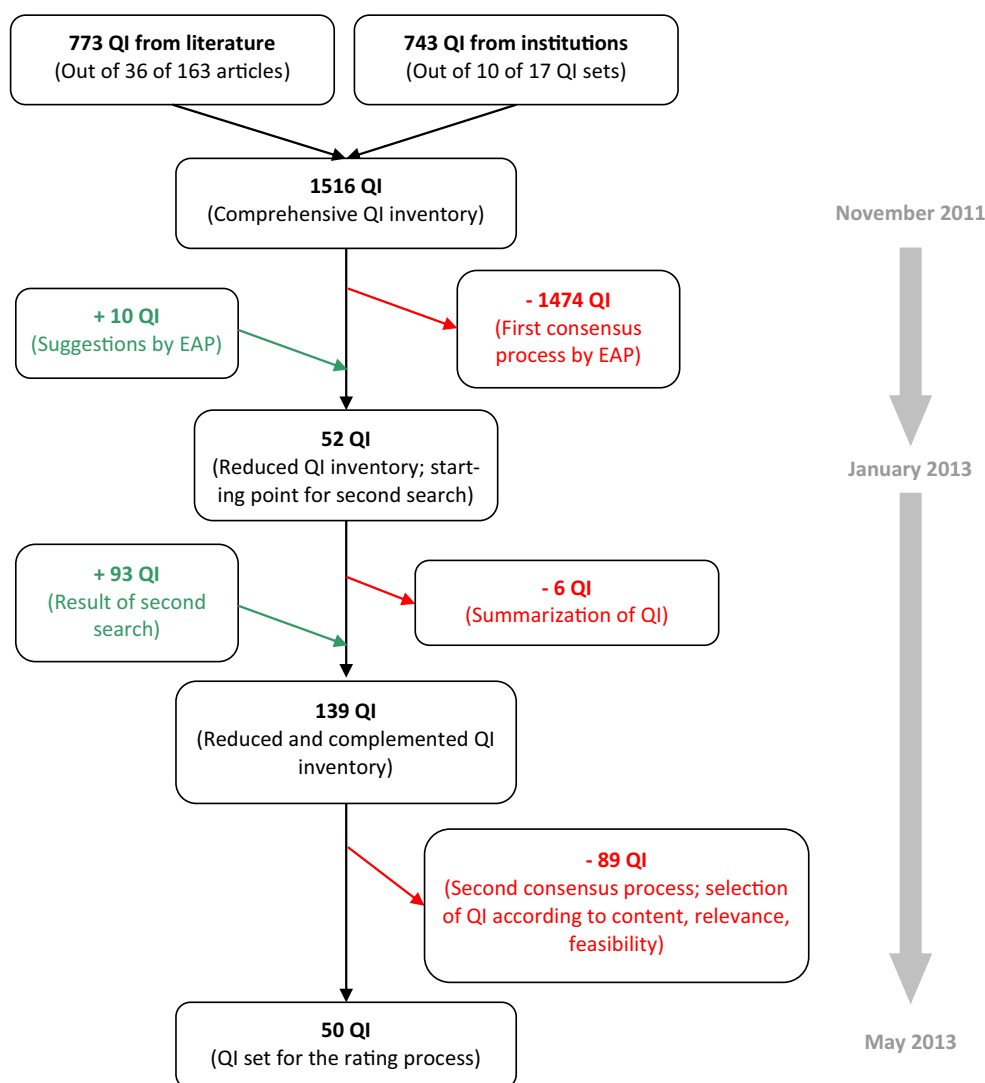 773 QI from literature
(Out of 36 of 163 articles)
743 QI from institutions
(Out of 10 of 17 QI sets)
1516 QI
(Comprehensive QI inventory)
November 2011
- 1474 QI
(First consensus
process by EAP)
+ 10 QI
(Suggestions by EAP)
52 QI
(Reduced QI inventory; start-
ing point for second search)
January 2013
+ 93 QI
(Result of second
search)
- 6 QI
(Summarization of QI)
139 QI
(Reduced and complemented QI
inventory)
- 89 QI
(Second consensus process; selection
of QI according to content, relevance,
feasibility)
50 QI
(QI set for the rating process)
May 2013